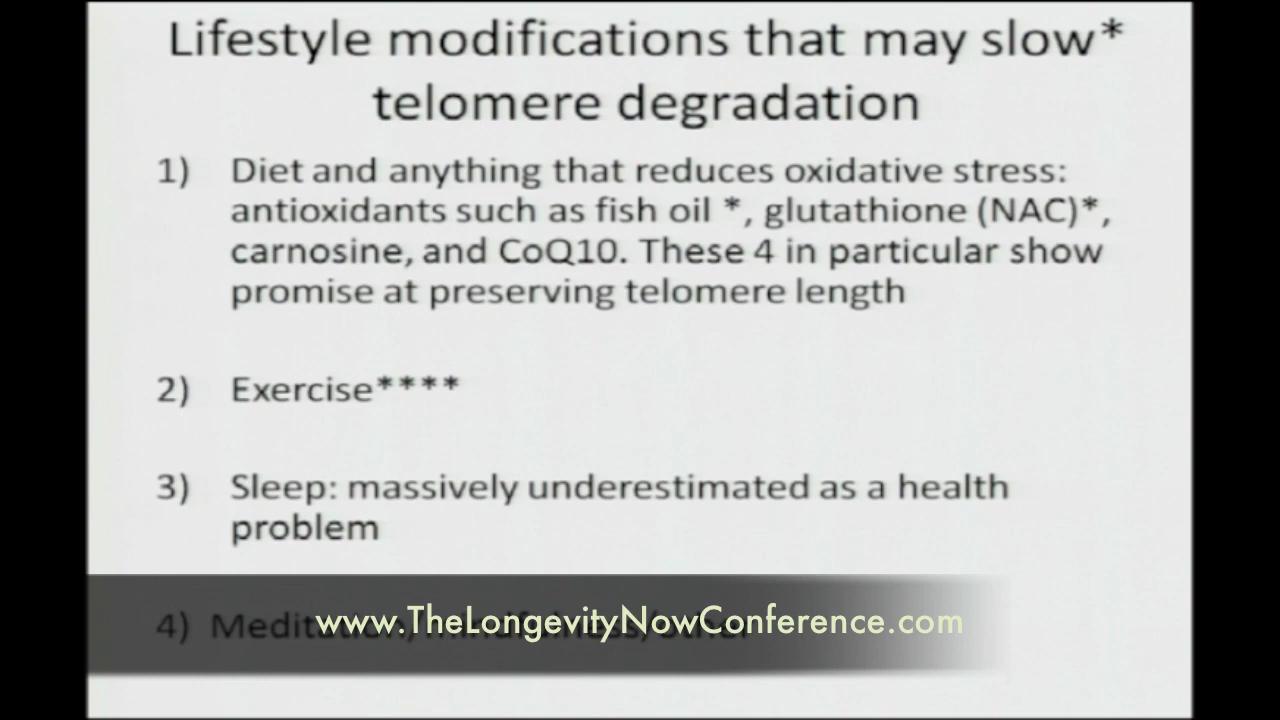 Lifestyle modifications that may slow*
telomere degradation
1) Diet and anything that reduces oxidative stress:
antioxidants such as fish oil *, glutathione (NAC)*,
carnosine, and CoQ10. These 4 in particular show
promise at preserving telomere length
2) Exercise****
3) Sleep: massively underestimated as a health
problem
4) Meditation/mindfulness/
www.TheLongevityNowConference.com